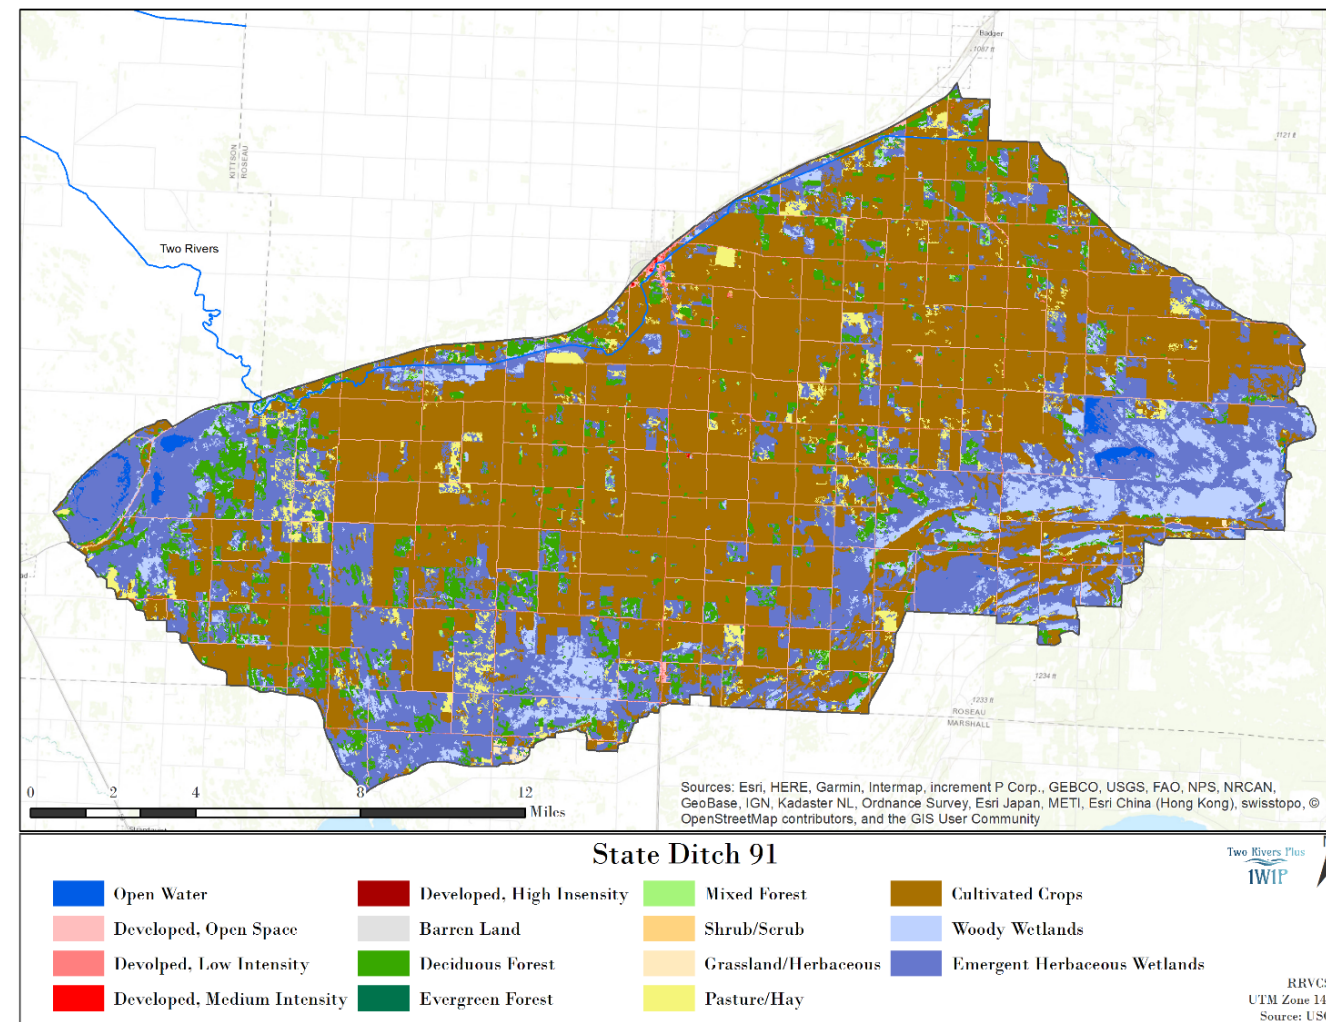 Badger
1087 ft
1121 ft
KITTSON
ROSEAU
Two Rivers
ad
1234 ft
1233 ft
ROSEAU
MARSHALL
0 2 4 8 12
Miles
Sources: Esri, HERE, Garmin, Intermap, increment P Corp., GEBCO, USGS, FAO, NPS, NRCAN,
GeoBase, IGN, Kadaster NL, Ordnance Survey, Esri Japan, METI, Esri China (Hong Kong), swisstopo, ©
OpenStreetMap contributors, and the GIS User Community
State Ditch 91
Two Rivers Plus
1W1P
Open Water
Developed, Open Space
Devolped, Low Intensity
Developed, Medium Intensity
Developed, High Insensity
Barren Land
Deciduous Forest
Evergreen Forest
Mixed Forest
Shrub/Scrub
Grassland/Herbaceous
Pasture/Hay
Cultivated Crops
Woody Wetlands
Emergent Herbaceous Wetlands
RRVCS
UTM Zone 14
Source: USG